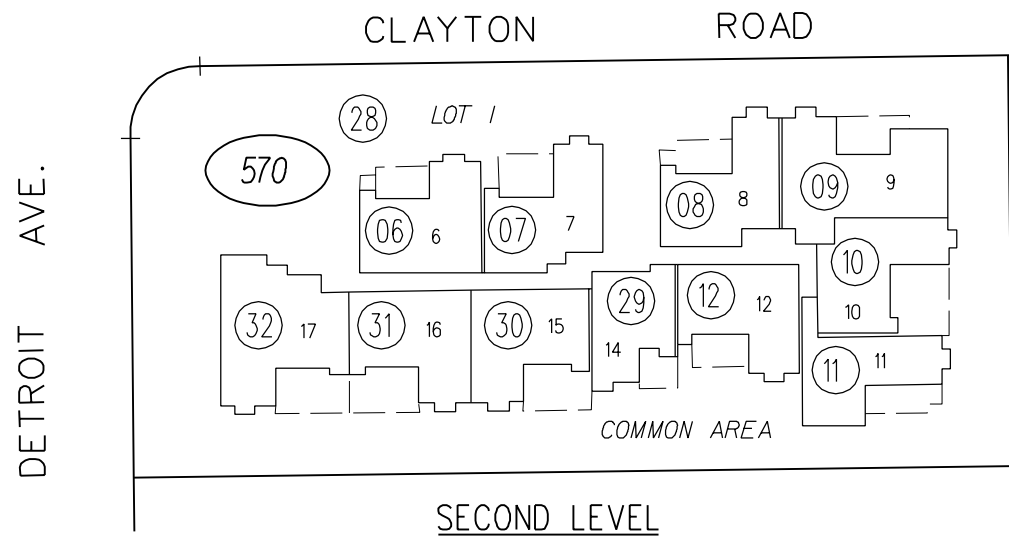 CLAYTON ROAD
DETROIT AVE.
28 LOT 1
570
06 6
07 7
08 8
09 9
10
10
32 17
31 16
30 15
29
14
12 12
11 11
COMMON AREA
SECOND LEVEL